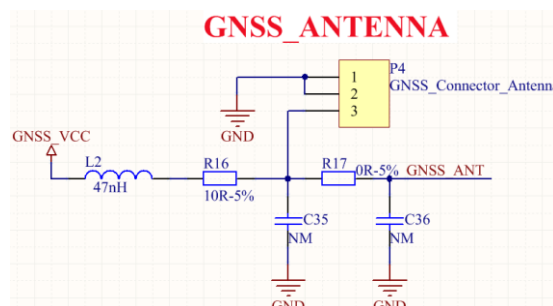 GNSS_ANTENNA
P4
1
2
3
GNSS_Connector_Antenna
GND
GNSS_VCC
L2
47nH
R16
10R-5%
R17
0R-5%
GNSS_ANT
C35
NM
C36
NM
GND
GND